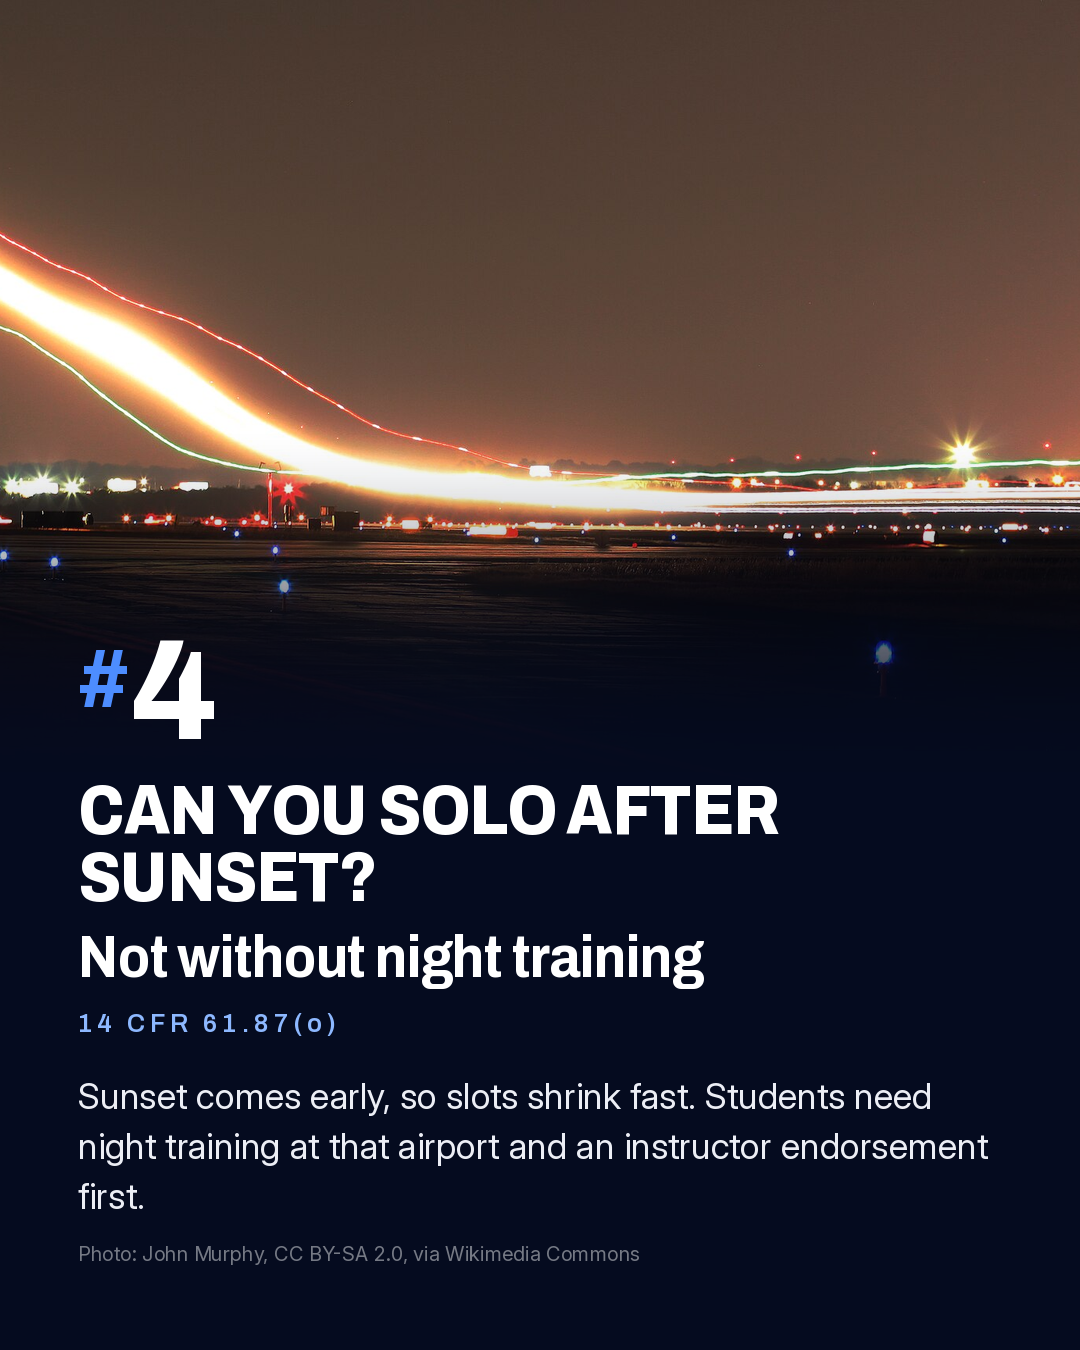 #4
CAN YOU SOLO AFTER
SUNSET?
Not without night training
14 CFR 61.87(o)
Sunset comes early, so slots shrink fast. Students need
night training at that airport and an instructor endorsement
first.
Photo: John Murphy, CC BY-SA 2.0, via Wikimedia Commons